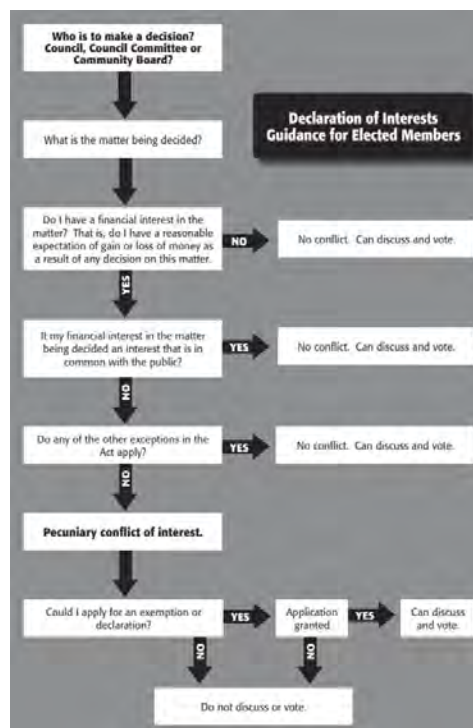 Who is to make a decision?
Council, Council Committee or
Community Board?
Declaration of Interests
Guidance for Elected Members
What is the matter being decided?
Do I have a financial interest in the
matter? That is, do I have a reasonable
expectation of gain or loss of money as
a result of any decision on this matter.
NO
No conflict. Can discuss and vote.
YES
It my financial interest in the matter
being decided an interest that is in
common with the public?
YES
No conflict. Can discuss and vote.
NO
Do any of the other exceptions in the
Act apply?
YES
No conflict. Can discuss and vote.
NO
Pecuniary conflict of interest.
Could I apply for an exemption or
declaration?
YES
Application
granted
YES
Can discuss
and vote.
NO
NO
Do not discuss or vote.